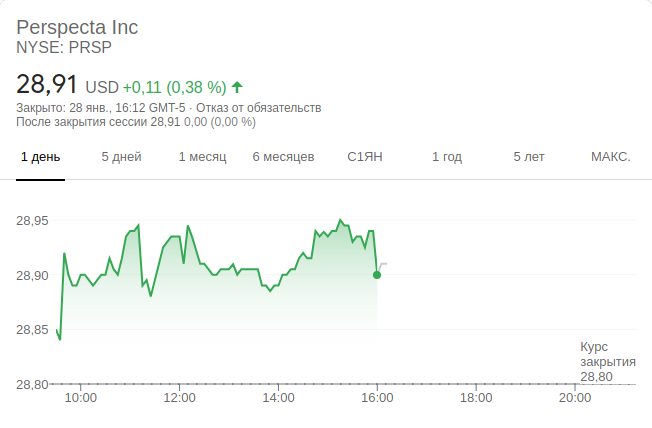 Perspecta Inc
NYSE: PRSP
28,91 USD +0,11 (0,38 %)
Закрыто: 28 янв., 16:12 GMT-5 · Отказ от обязательств
После закрытия сессии 28,91 0,00 (0,00 %)
1 день 5 дней 1 месяц 6 месяцев С1ЯН 1 год 5 лет МАКС.
28,95
28,90
28,85
Курс
закрытия
28,80
28,80
10:00 12:00 14:00 16:00 18:00 20:00